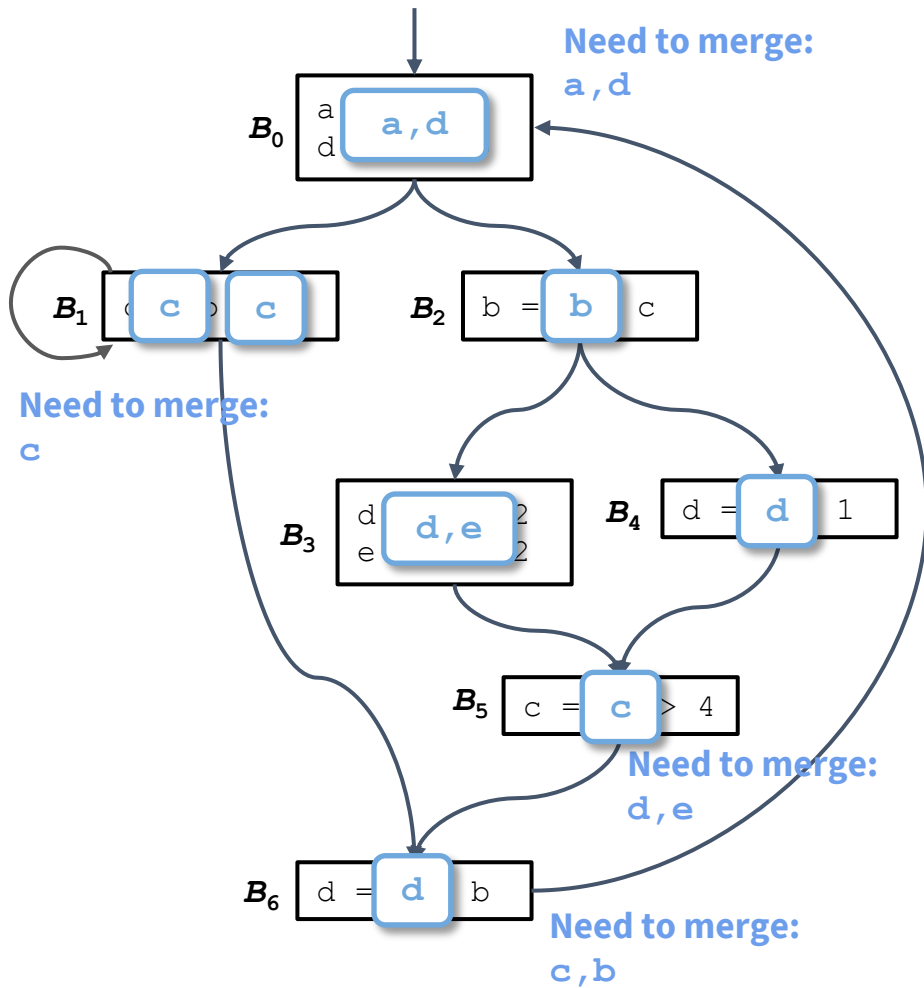 Need to merge:
a,d
B0
a
d
a,d
B1
c
c
B2
b = b c
Need to merge:
c
B3
d 2
e 2
d,e
B4
d = d 1
B5
c = c > 4
Need to merge:
d,e
B6
d = d b
Need to merge:
c,b